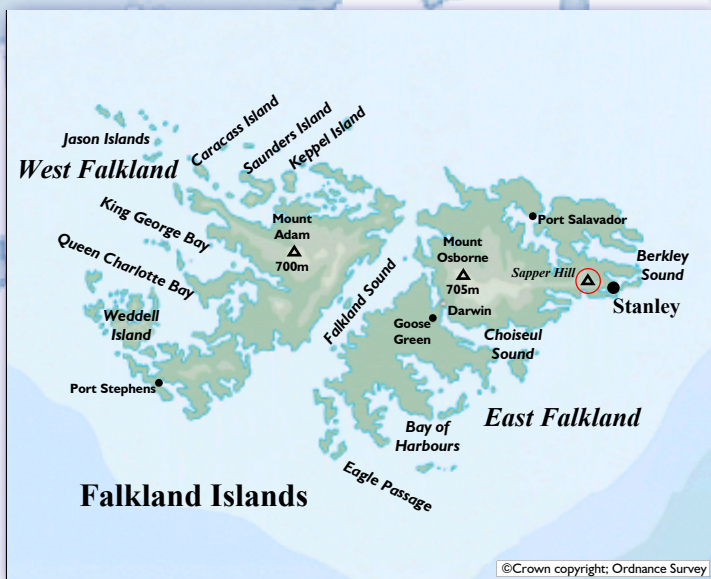 Jason Islands
West Falkland
Caracass Island
Saunders Island
Keppel Island
King George Bay
Queen Charlotte Bay
Mount
Adam
700m
Weddell
Island
Port Stephens
Falkland Sound
Port Salavador
Mount
Osborne
705m
Sapper Hill
Berkley
Sound
Stanley
Darwin
Goose
Green
Choiseul
Sound
East Falkland
Bay of
Harbours
Eagle Passage
Falkland Islands
©Crown copyright; Ordnance Survey